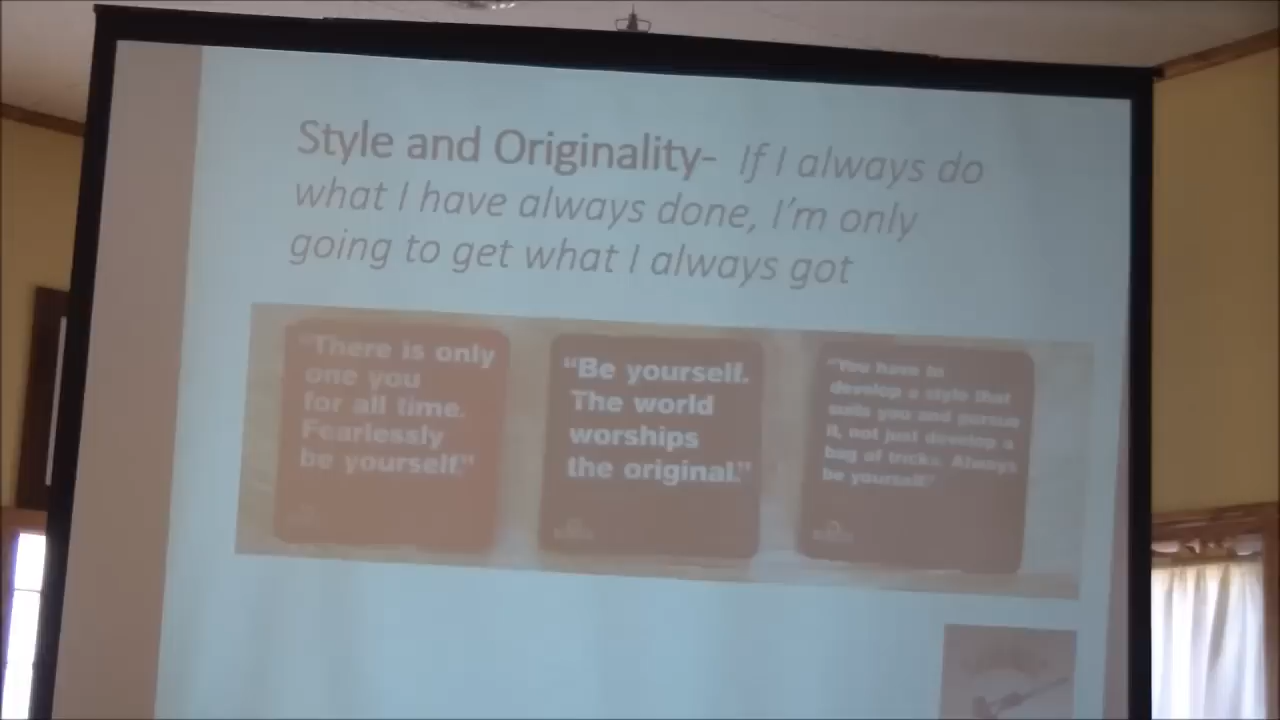 Style and Originality- If I always do
what I have always done, I'm only
going to get what I always got
"There is only
one you
for all time.
Fearlessly
be yourself."
"Be yourself.
The world
worships
the original."
"You have to
develop a style that
suits you and pursue
it, not just develop a
bag of tricks. Always
be yourself."